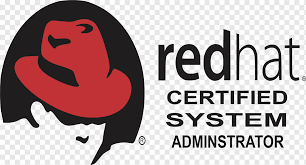 redhat®
CERTIFIED
SYSTEM
ADMINSTRATOR
®